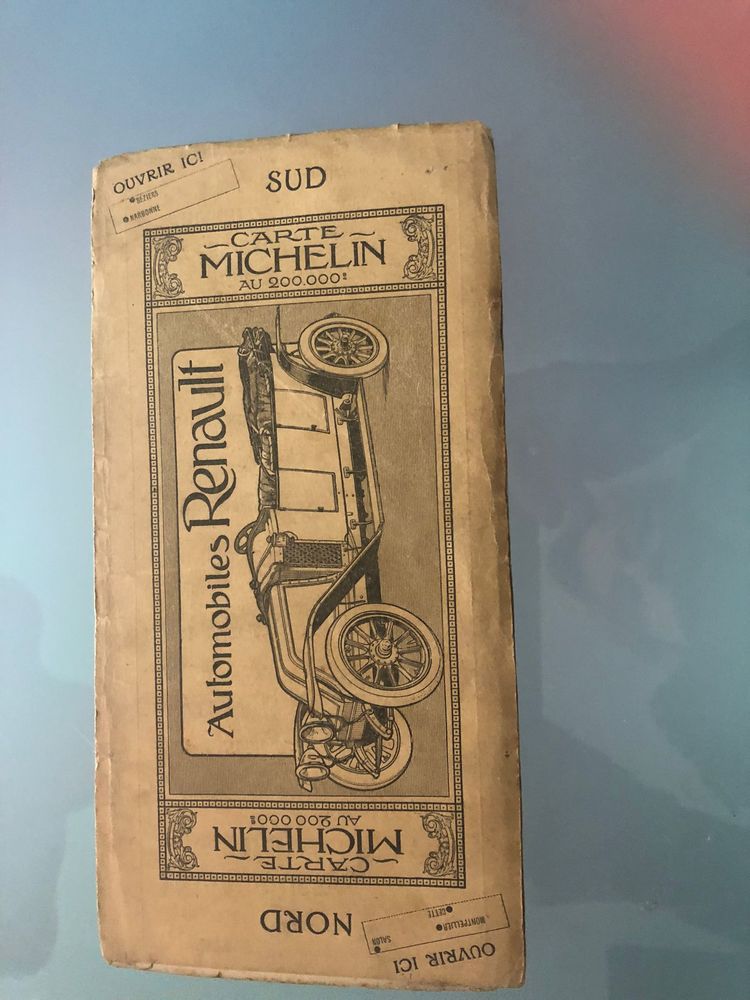 OUVRIR ICI
BÉZIERS
NARBONNE
SUD
CARTE
MICHELIN
AU 200.000e
Automobiles Renault
CARTE
MICHELIN
AU 200 000e
NORD
OUVRIR ICI
MONTPELLIER
CETTE
SALON